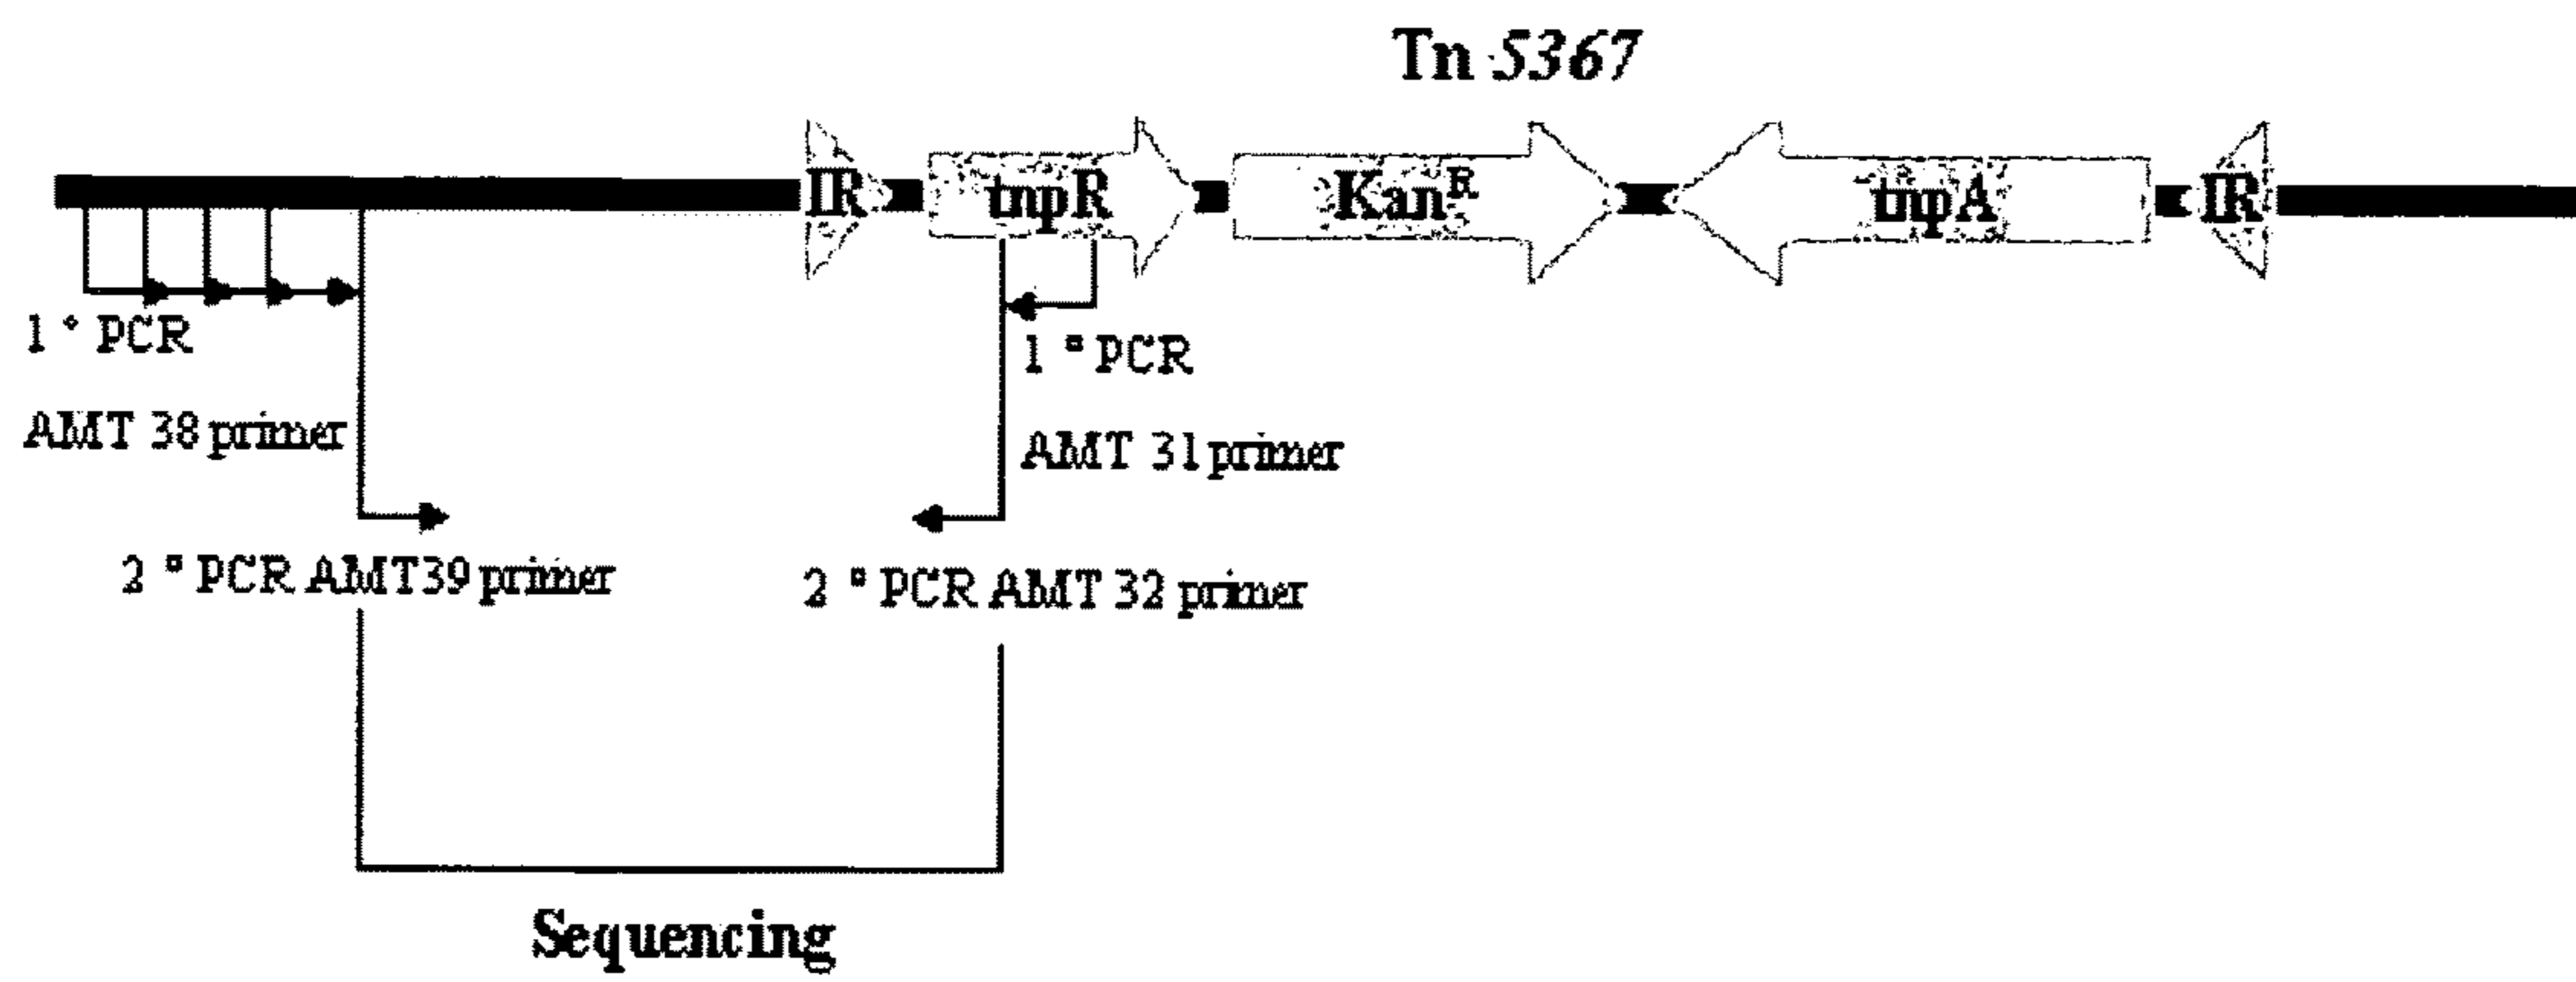 Tn 5367
IR
tnpR
Kan^R
tnpA
IR
1 ° PCR
AMT 38 primer
1 ° PCR
AMT 31 primer
2 ° PCR AMT39 primer
2 ° PCR AMT 32 primer
Sequencing